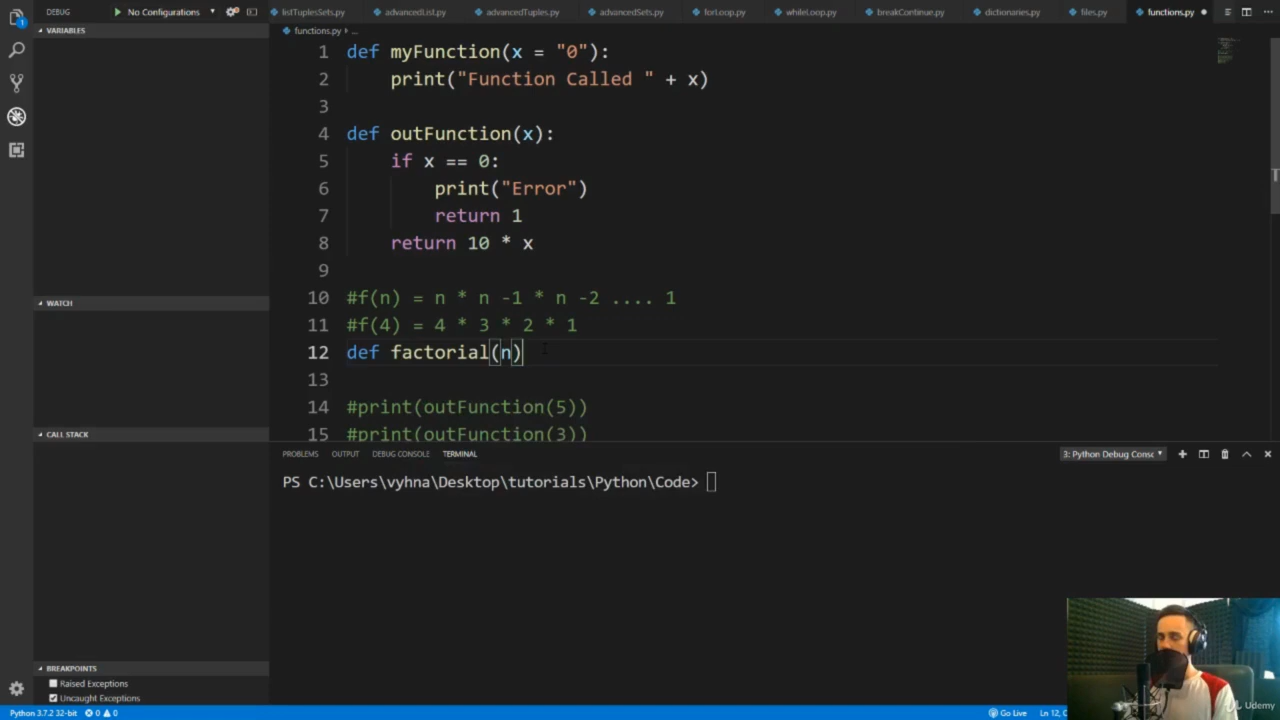 DEBUG
No Configurations
listTuplesSets.py
advancedList.py
advancedTuples.py
advancedSets.py
forLoop.py
whileLoop.py
breakContinue.py
dictionaries.py
files.py
functions.py
VARIABLES
functions.py › ...
1 def myFunction(x = "0"):
2 print("Function Called " + x)
3
4 def outFunction(x):
5 if x == 0:
6 print("Error")
7 return 1
8 return 10 * x
9
10 #f(n) = n * n -1 * n -2 .... 1
11 #f(4) = 4 * 3 * 2 * 1
12 def factorial(n)
13
14 #print(outFunction(5))
15 #print(outFunction(3))
WATCH
CALL STACK
PROBLEMS OUTPUT DEBUG CONSOLE TERMINAL
3: Python Debug Consc
PS C:\Users\vyhna\Desktop\tutorials\Python\Code>
BREAKPOINTS
Raised Exceptions
Uncaught Exceptions
Python 3.7.2 32-bit 0 0
Go Live
Ln 12, C
Udemy
1